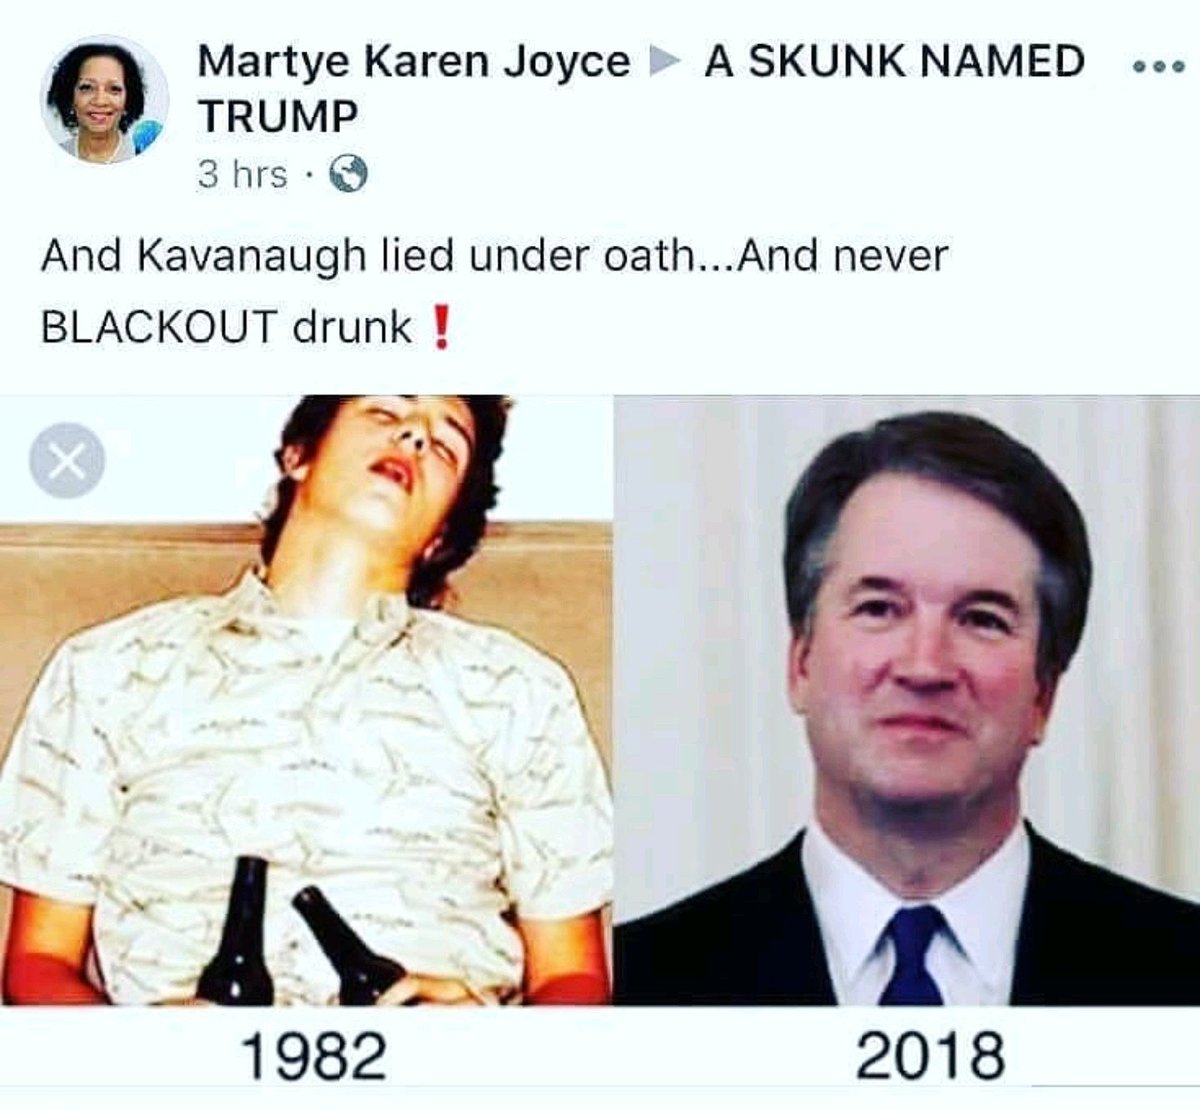 Martye Karen Joyce ▶ A SKUNK NAMED
TRUMP
3 hrs ·
And Kavanaugh lied under oath...And never
BLACKOUT drunk❗
1982
2018